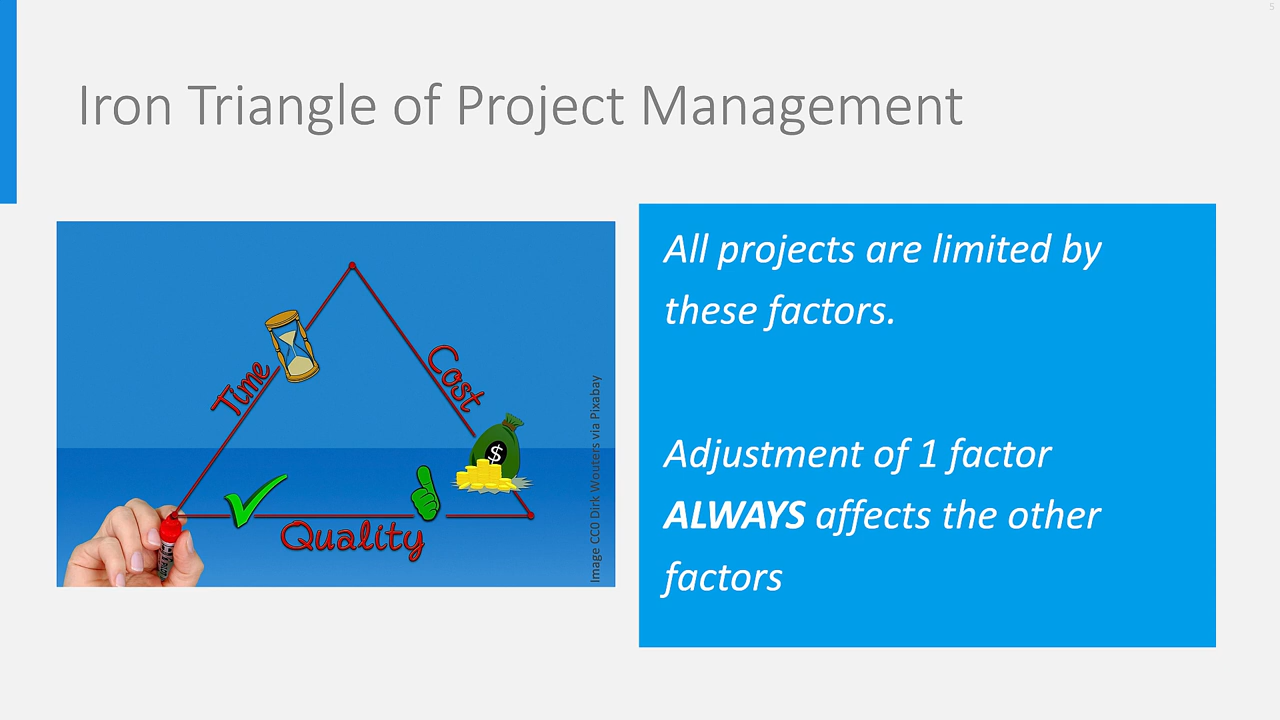 5
Iron Triangle of Project Management
Time
Cost
$
Quality
Image CC0 Dirk Wouters via Pixabay
All projects are limited by
these factors.
Adjustment of 1 factor
ALWAYS affects the other
factors